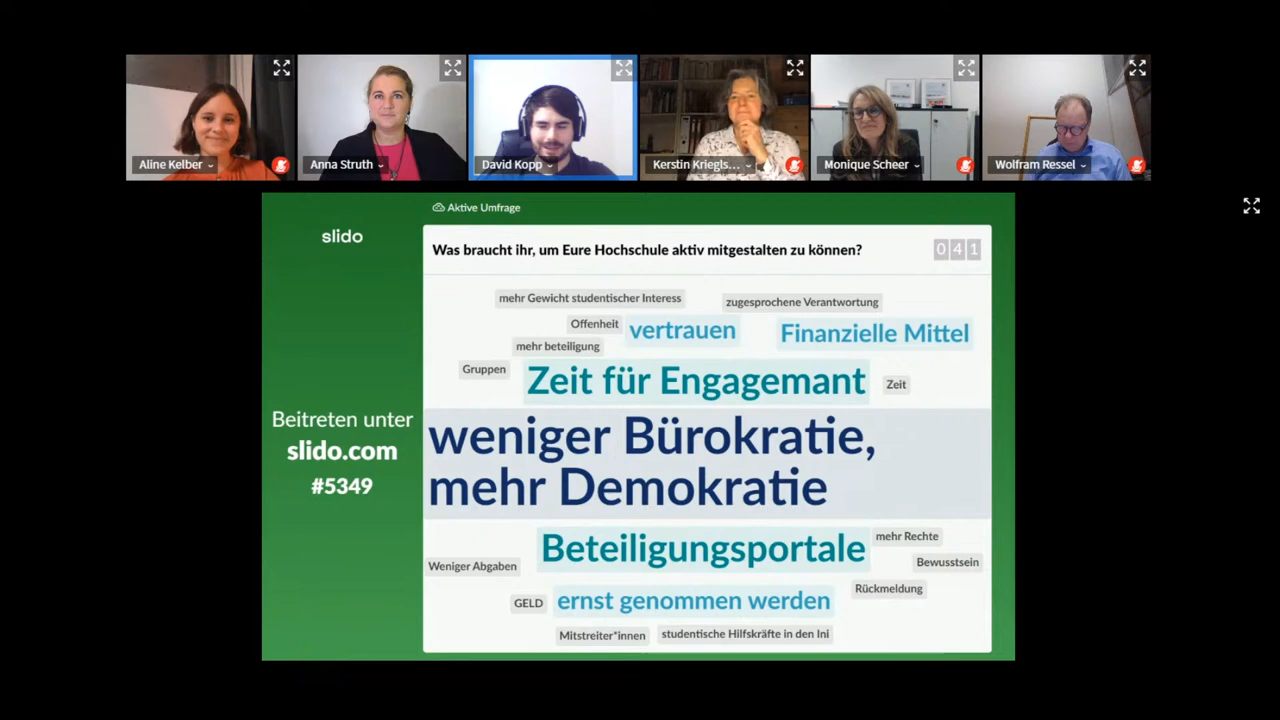 Aline Kelber
Anna Struth
David Kopp
Kerstin Kriegls...
Monique Scheer
Wolfram Ressel
slido
Beitreten unter
slido.com
#5349
Aktive Umfrage
Was braucht ihr, um Eure Hochschule aktiv mitgestalten zu können?
041
mehr Gewicht studentischer Interess
zugesprochene Verantwortung
Offenheit
vertrauen
Finanzielle Mittel
mehr beteiligung
Gruppen
Zeit für Engagemant
Zeit
weniger Bürokratie,
mehr Demokratie
Beteiligungsportale
mehr Rechte
Weniger Abgaben
Bewusstsein
Rückmeldung
GELD
ernst genommen werden
Mitstreiter*innen
studentische Hilfskräfte in den Ini